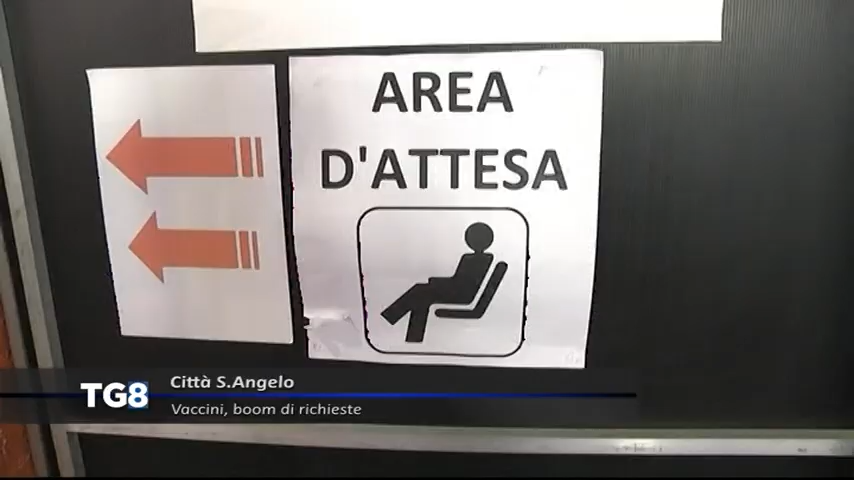 AREA
D'ATTESA
TG8
Città S.Angelo
Vaccini, boom di richieste